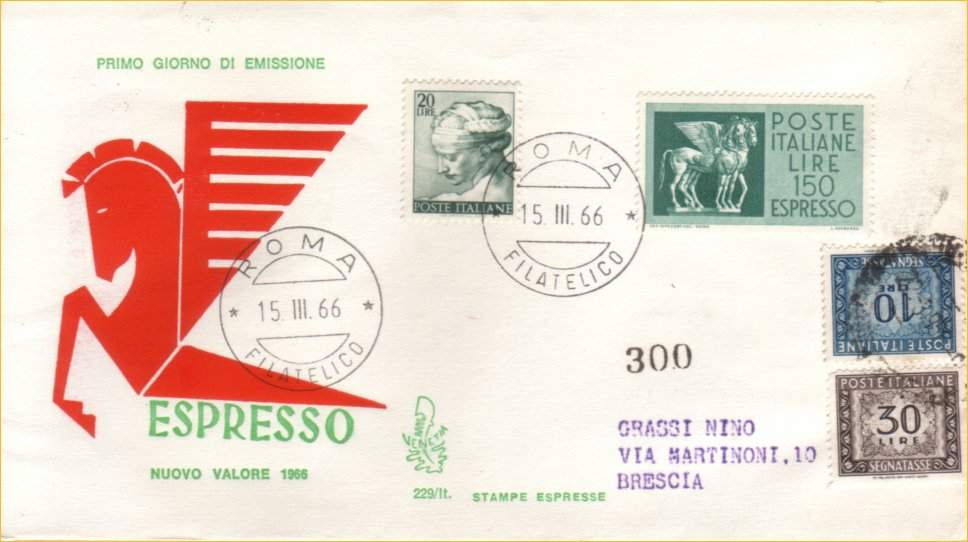 PRIMO GIORNO DI EMISSIONE
20
LIRE
POSTE ITALIANE
ROMA
15. III. 66
FILATELICO
POSTE
ITALIANE
LIRE
150
ESPRESSO
ROMA
15. III. 66
FILATELICO
SEGNATASSE
10
LIRE
POSTE ITALIANE
300
POSTE ITALIANE
30
LIRE
SEGNATASSE
ESPRESSO
NUOVO VALORE 1966
VENETIA
229/It.
STAMPE ESPRESSE
GRASSI NINO
VIA MARTINONI,10
BRESCIA